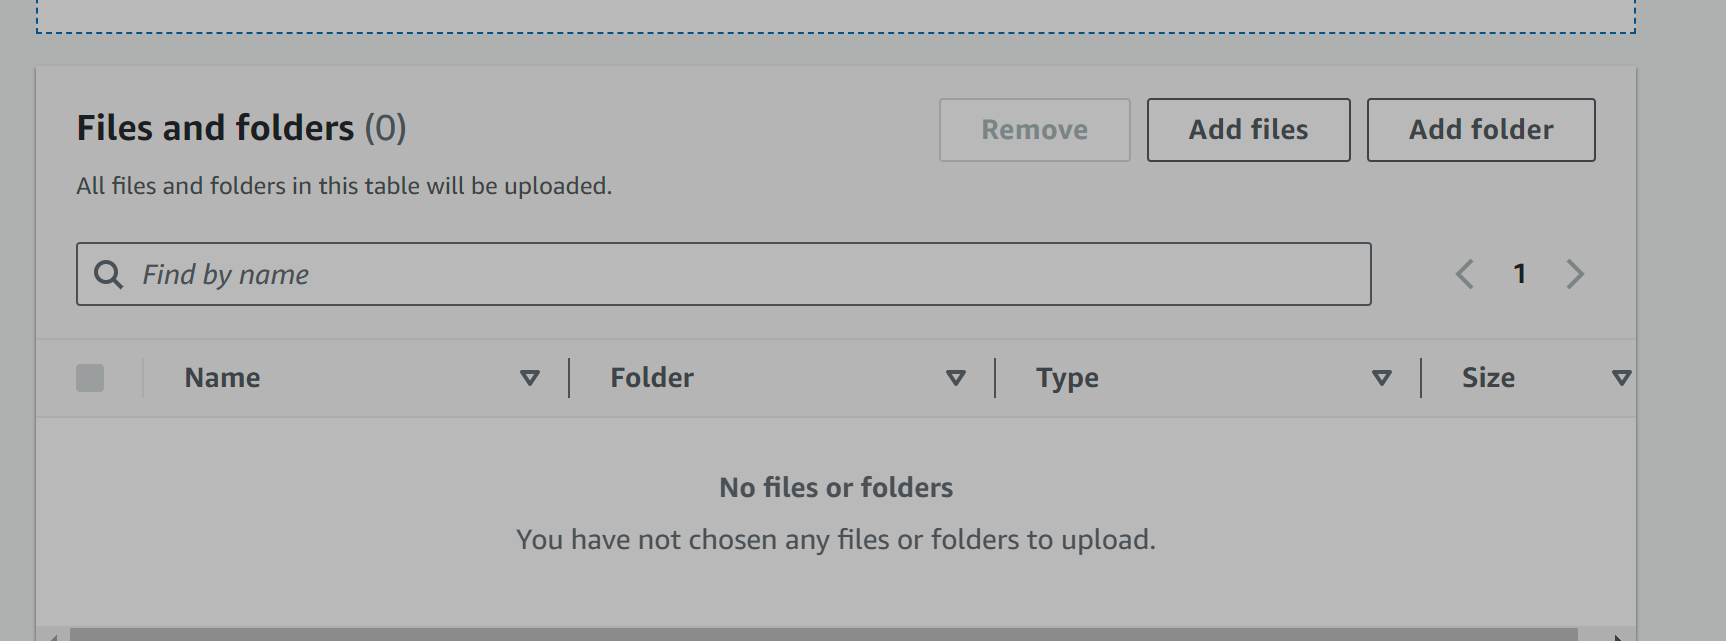 Files and folders (0)
Remove
Add files
Add folder
All files and folders in this table will be uploaded.
Find by name
1
Name
Folder
Type
Size
No files or folders
You have not chosen any files or folders to upload.